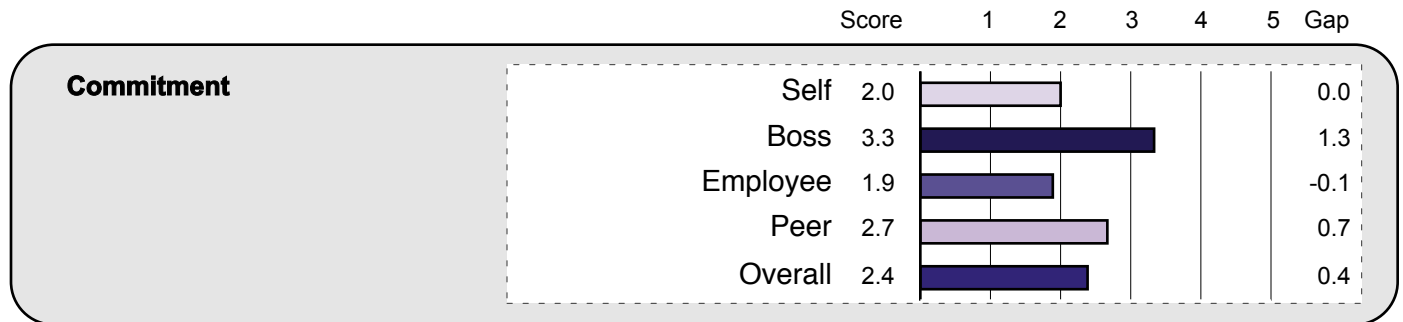 Score 1 2 3 4 5 Gap
Commitment
Self 2.0 0.0
Boss 3.3 1.3
Employee 1.9 -0.1
Peer 2.7 0.7
Overall 2.4 0.4